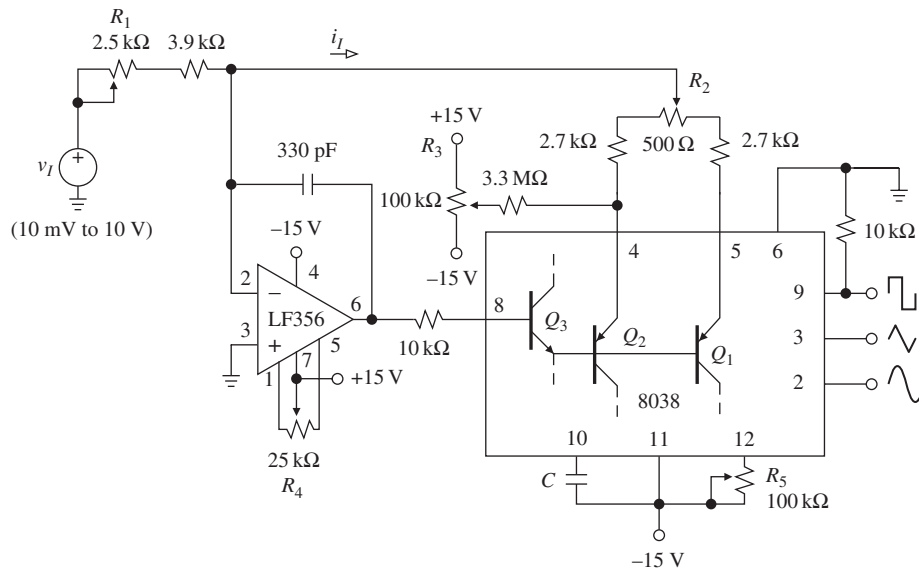 R1
2.5 kΩ
3.9 kΩ
iI
R2
+15 V
2.7 kΩ
500 Ω
2.7 kΩ
R3
330 pF
vI
+
100 kΩ
3.3 MΩ
10 kΩ
(10 mV to 10 V)
–15 V
–15 V
4
5
6
4
2
–
6
8
9
LF356
Q3
3
+
5
10 kΩ
Q2
Q1
3
1
7
+15 V
2
8038
25 kΩ
R4
10
11
12
C
R5
100 kΩ
–15 V